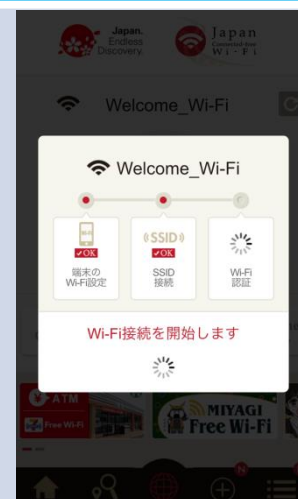 Japan.
Endless
Discovery.
Japan
Connected-free
Wi-Fi
Welcome_Wi-Fi
Welcome_Wi-Fi
OK
端末の
Wi-Fi設定
((SSID))
OK
SSID
接続
Wi-Fi
認証
Wi-Fi接続を開始します
ATM
Free Wi-Fi
MIYAGI
Free Wi-Fi
N
N